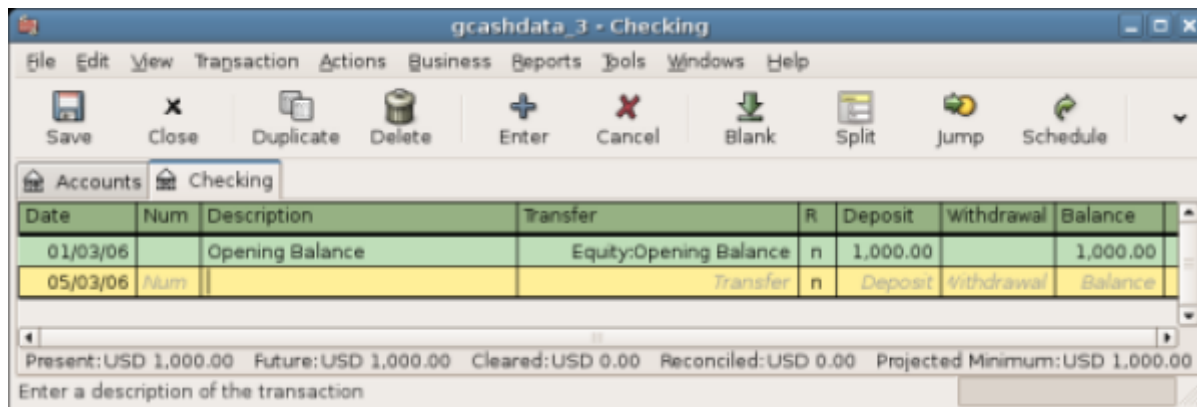 gcashdata_3 - Checking
File Edit View Transaction Actions Business Reports Tools Windows Help
Save Close Duplicate Delete Enter Cancel Blank Split Jump Schedule
Accounts Checking
Date Num Description Transfer R Deposit Withdrawal Balance
01/03/06 Opening Balance Equity:Opening Balance n 1,000.00 1,000.00
05/03/06 Num Transfer n Deposit Withdrawal Balance
Present:USD 1,000.00 Future:USD 1,000.00 Cleared:USD 0.00 Reconciled:USD 0.00 Projected Minimum:USD 1,000.00
Enter a description of the transaction